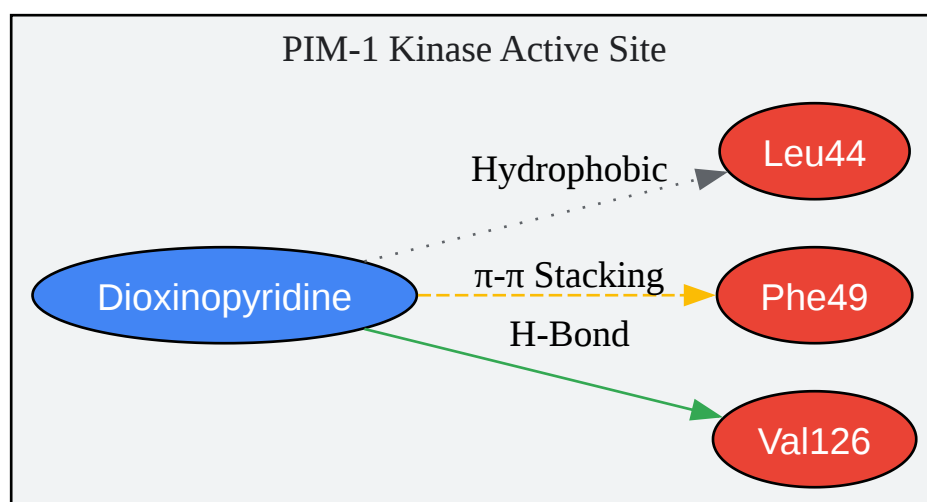 PIM-1 Kinase Active Site
Leu44
Hydrophobic
Dioxinopyridine
π-π Stacking
Phe49
H-Bond
Val126